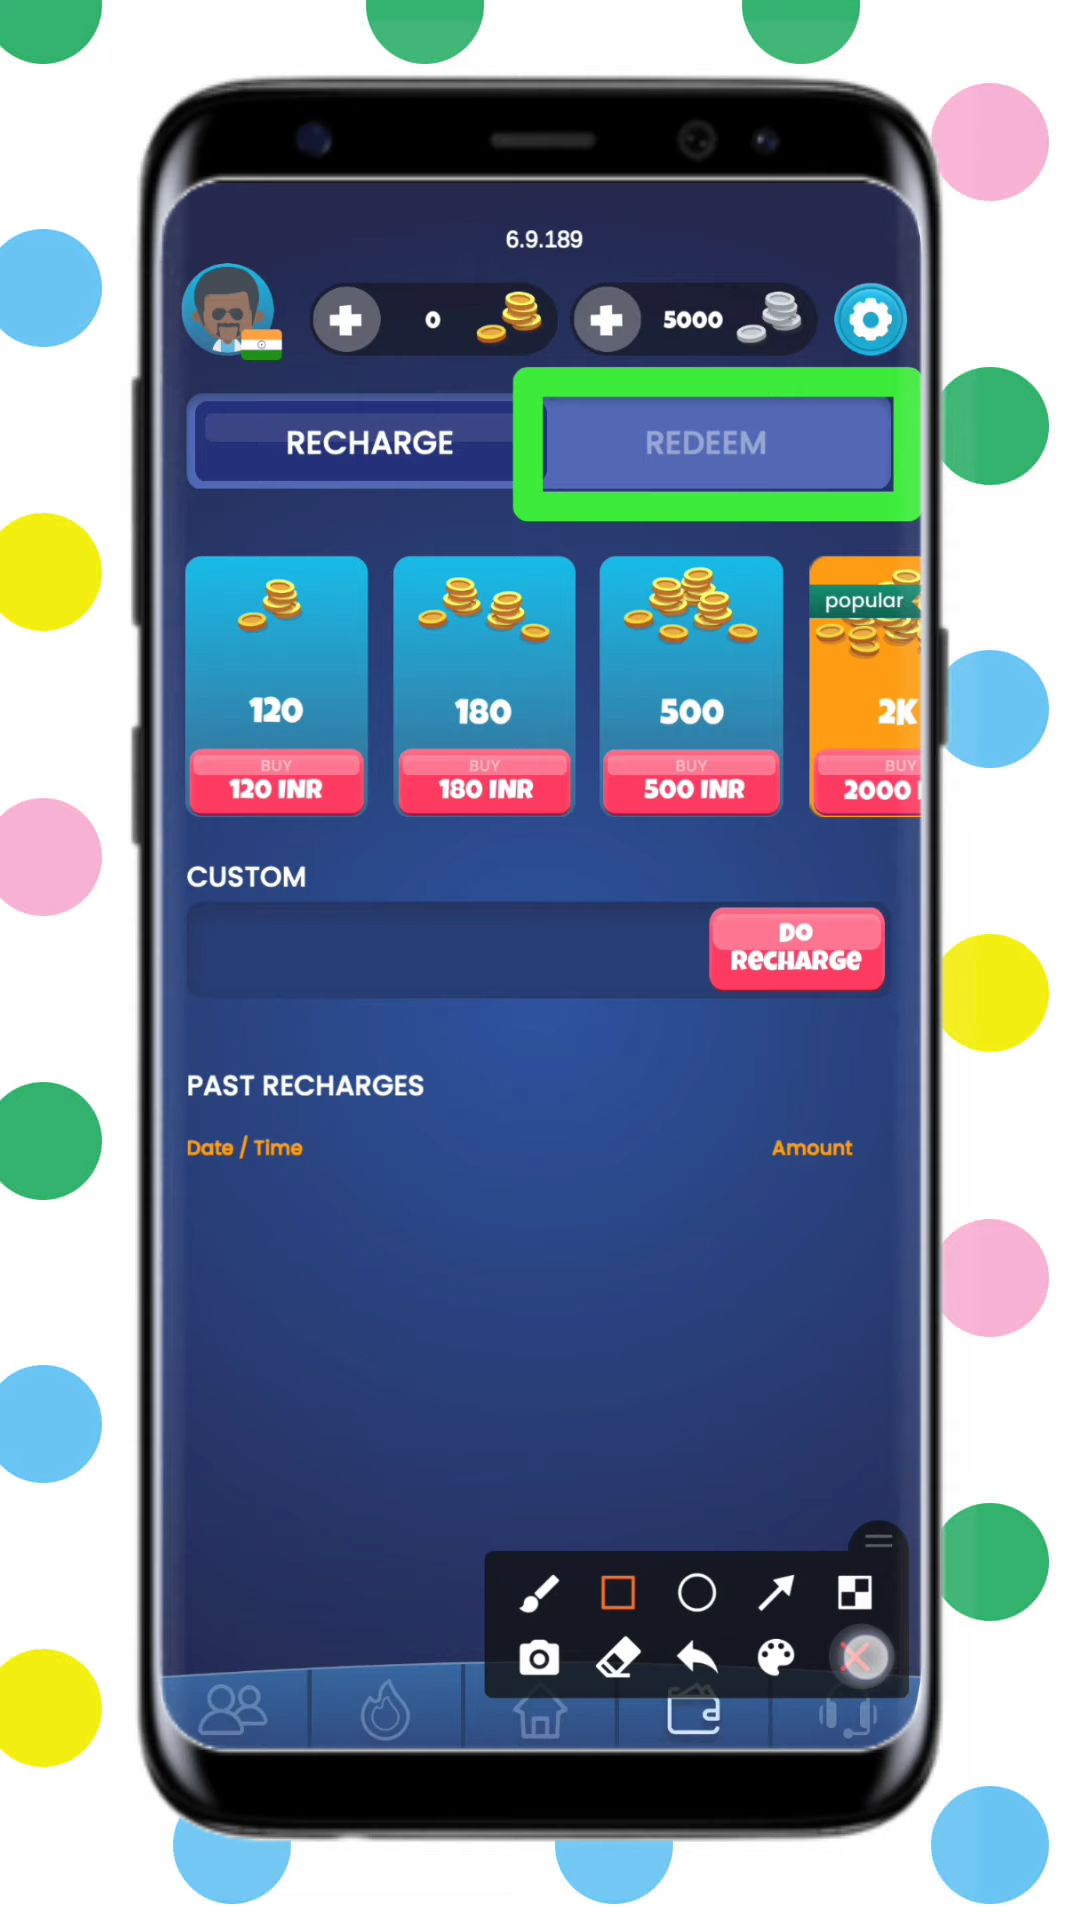 6.9.189
0
5000
RECHARGE
REDEEM
popular
120
180
500
2K
BUY
BUY
BUY
BUY
120 INR
180 INR
500 INR
2000
CUSTOM
DO
RECHARGE
PAST RECHARGES
Date / Time
Amount